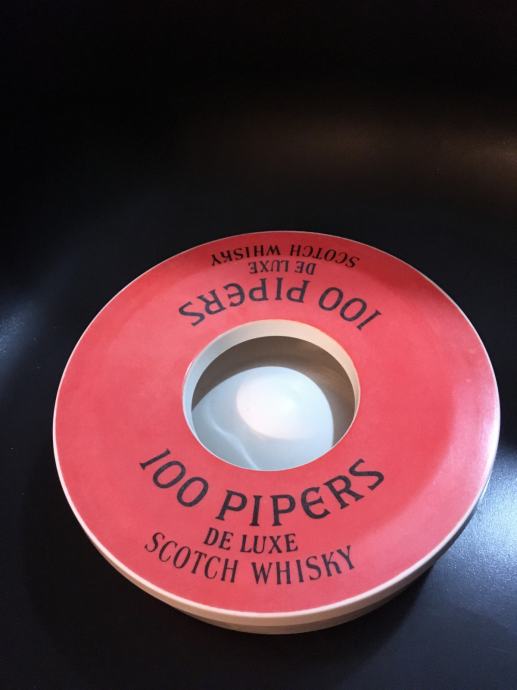 SCOTCH WHISKY
DE LUXE
100 PIPERS
100 PIPERS
DE LUXE
SCOTCH WHISKY